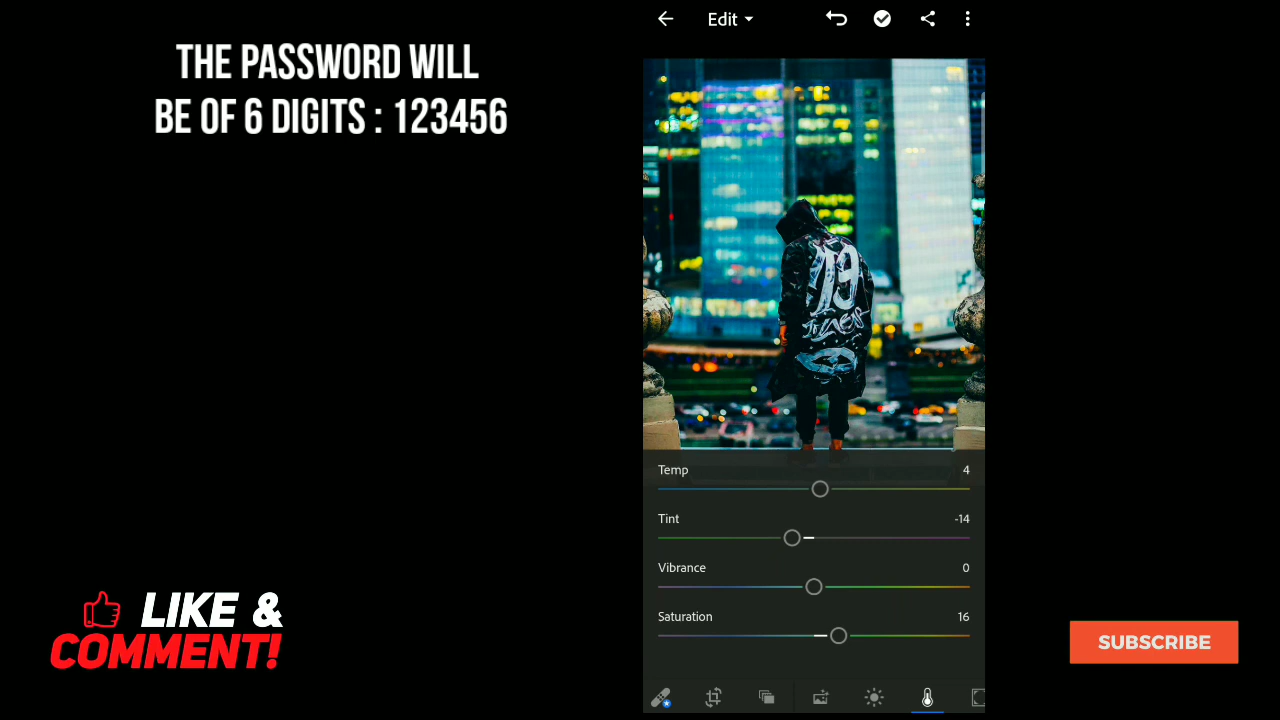 THE PASSWORD WILL
BE OF 6 DIGITS : 123456
Edit
19
Temp 4
Tint -14
Vibrance 0
Saturation 16
LIKE &
COMMENT!
SUBSCRIBE